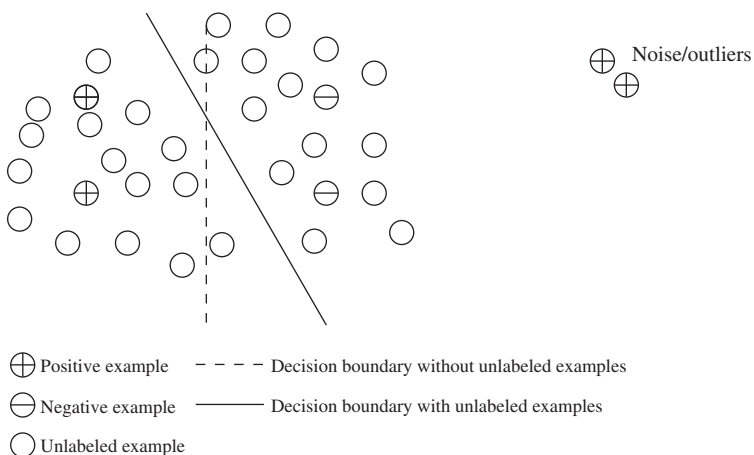 Noise/outliers
Positive example
Decision boundary without unlabeled examples
Negative example
Decision boundary with unlabeled examples
Unlabeled example